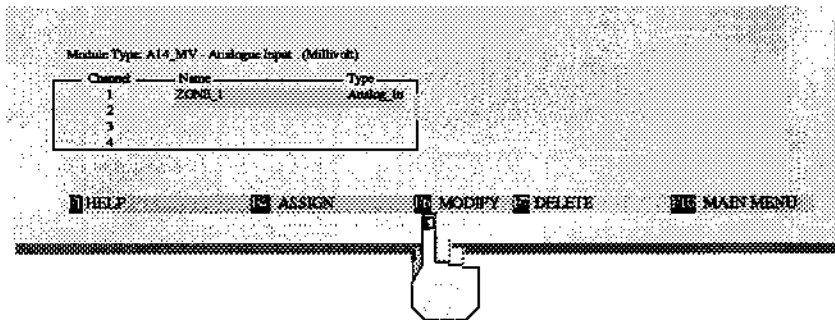 Module Type: AI4_MV - Analogue Input (Millivolt)
Channel Name Type
1 ZONE_1 Analog_In
2
3
4
HELP ASSIGN MODIFY DELETE F10 MAIN MENU